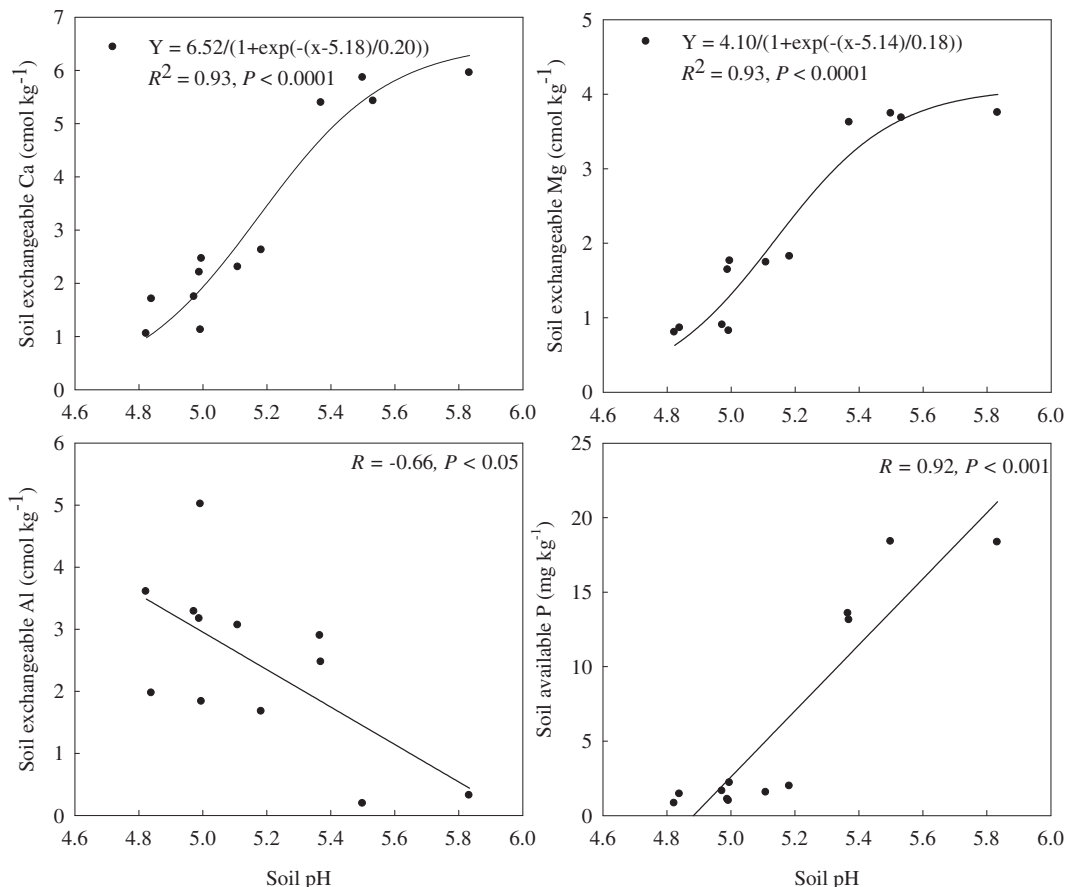 7
6
5
4
3
2
1
0
Soil exchangeable Ca (cmol kg⁻¹)
Y = 6.52/(1+exp(-(x-5.18)/0.20))
R² = 0.93, P < 0.0001
4.6 4.8 5.0 5.2 5.4 5.6 5.8 6.0
5
4
3
2
1
0
Soil exchangeable Mg (cmol kg⁻¹)
Y = 4.10/(1+exp(-(x-5.14)/0.18))
R² = 0.93, P < 0.0001
4.6 4.8 5.0 5.2 5.4 5.6 5.8 6.0
6
5
4
3
2
1
0
Soil exchangeable Al (cmol kg⁻¹)
R = -0.66, P < 0.05
4.6 4.8 5.0 5.2 5.4 5.6 5.8 6.0
Soil pH
25
20
15
10
5
0
Soil available P (mg kg⁻¹)
R = 0.92, P < 0.001
4.6 4.8 5.0 5.2 5.4 5.6 5.8 6.0
Soil pH